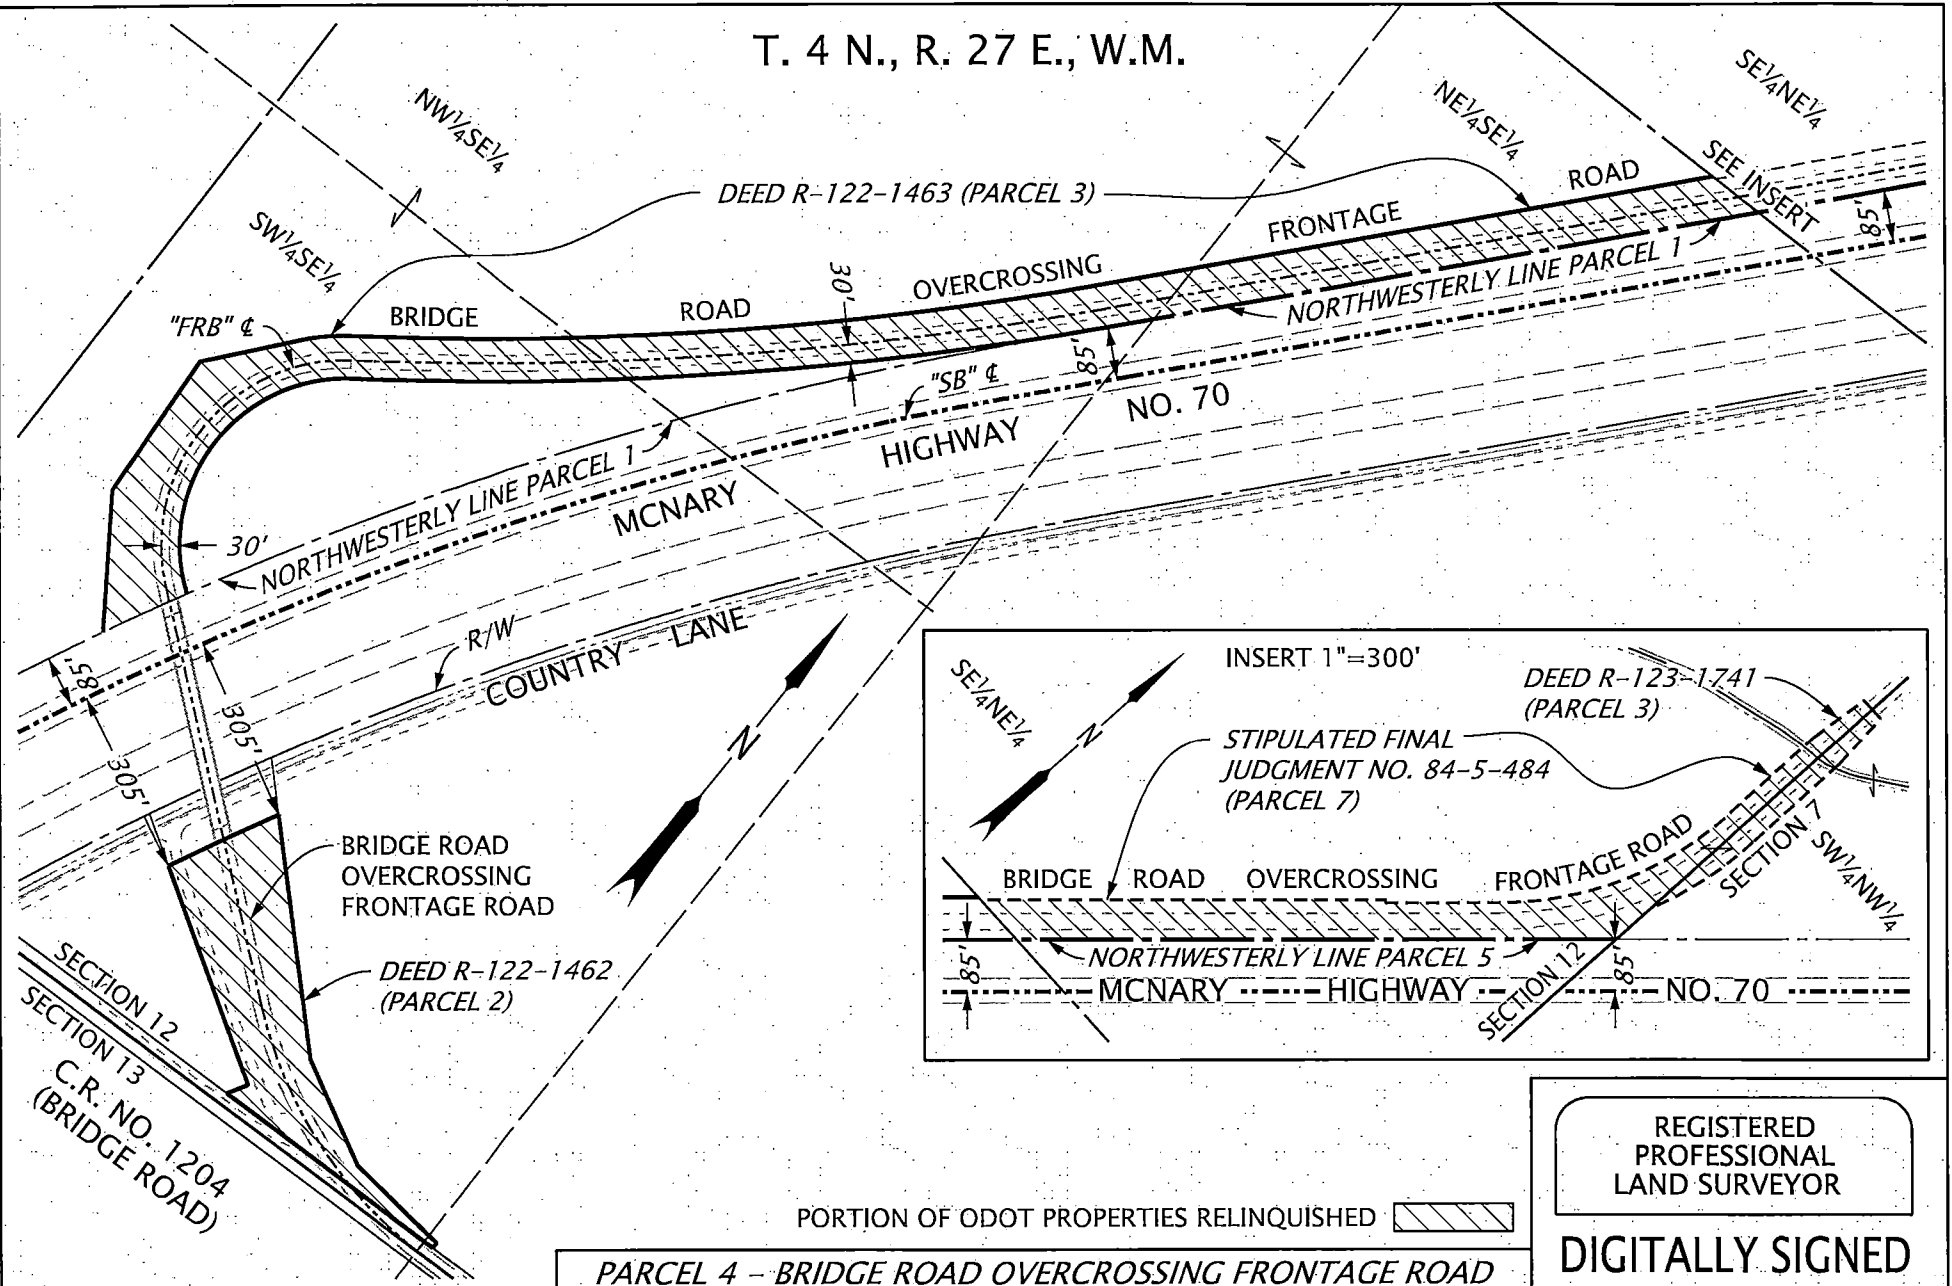 T. 4 N., R. 27 E., W.M.
NW¼SE¼
NE¼SE¼
SE¼NE¼
SW¼SE¼
DEED R-122-1463 (PARCEL 3)
SEE INSERT
"FRB" ℄
BRIDGE
ROAD
30'
OVERCROSSING
FRONTAGE
ROAD
85'
NORTHWESTERLY LINE PARCEL 1
85'
"SB" ℄
NORTHWESTERLY LINE PARCEL 1
MCNARY
HIGHWAY
NO. 70
30'
85'
305'
305'
R/W
COUNTRY LANE
N
BRIDGE ROAD
OVERCROSSING
FRONTAGE ROAD
DEED R-122-1462
(PARCEL 2)
SECTION 12
SECTION 13
C.R. NO. 1204
(BRIDGE ROAD)
INSERT 1"=300'
SE¼NE¼
N
DEED R-123-1741
(PARCEL 3)
STIPULATED FINAL
JUDGMENT NO. 84-5-484
(PARCEL 7)
BRIDGE ROAD OVERCROSSING FRONTAGE ROAD
SECTION 7
SW¼NW¼
85'
NORTHWESTERLY LINE PARCEL 5
SECTION 12
85'
MCNARY HIGHWAY NO. 70
PORTION OF ODOT PROPERTIES RELINQUISHED
PARCEL 4 – BRIDGE ROAD OVERCROSSING FRONTAGE ROAD
REGISTERED
PROFESSIONAL
LAND SURVEYOR
DIGITALLY SIGNED